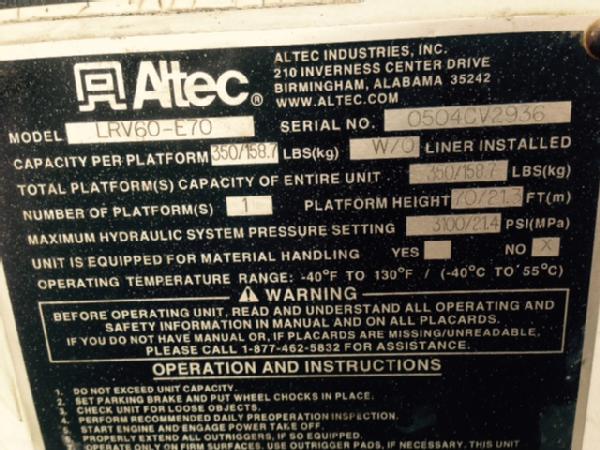 Altec®
ALTEC INDUSTRIES, INC.
210 INVERNESS CENTER DRIVE
BIRMINGHAM, ALABAMA 35242
WWW.ALTEC.COM
MODEL LRV60-E70 SERIAL NO. 0504CV2936
CAPACITY PER PLATFORM 350/158.7 LBS(kg) W/O LINER INSTALLED
TOTAL PLATFORM(S) CAPACITY OF ENTIRE UNIT 350/158.7 LBS(kg)
NUMBER OF PLATFORM(S) 1 PLATFORM HEIGHT 70/21.3 FT(m)
MAXIMUM HYDRAULIC SYSTEM PRESSURE SETTING 3100/21.4 PSI(MPa)
UNIT IS EQUIPPED FOR MATERIAL HANDLING YES NO X
OPERATING TEMPERATURE RANGE: -40°F TO 130°F / (-40°C TO 55°C)
WARNING
BEFORE OPERATING UNIT, READ AND UNDERSTAND ALL OPERATING AND
SAFETY INFORMATION IN MANUAL AND ON ALL PLACARDS.
IF YOU DO NOT HAVE MANUAL OR, IF PLACARDS ARE MISSING/UNREADABLE,
PLEASE CALL 1-877-462-5832 FOR ASSISTANCE.
OPERATION AND INSTRUCTIONS
1. DO NOT EXCEED UNIT CAPACITY.
2. SET PARKING BRAKE AND PUT WHEEL CHOCKS IN PLACE.
3. CHECK UNIT FOR LOOSE OBJECTS.
4. PERFORM RECOMMENDED DAILY PREOPERATION INSPECTION.
5. START ENGINE AND ENGAGE POWER TAKE OFF.
6. PROPERLY EXTEND ALL OUTRIGGERS, IF SO EQUIPPED.
7. OPERATE ONLY ON FIRM SURFACES. USE OUTRIGGER PADS, IF NECESSARY. THIS UNIT